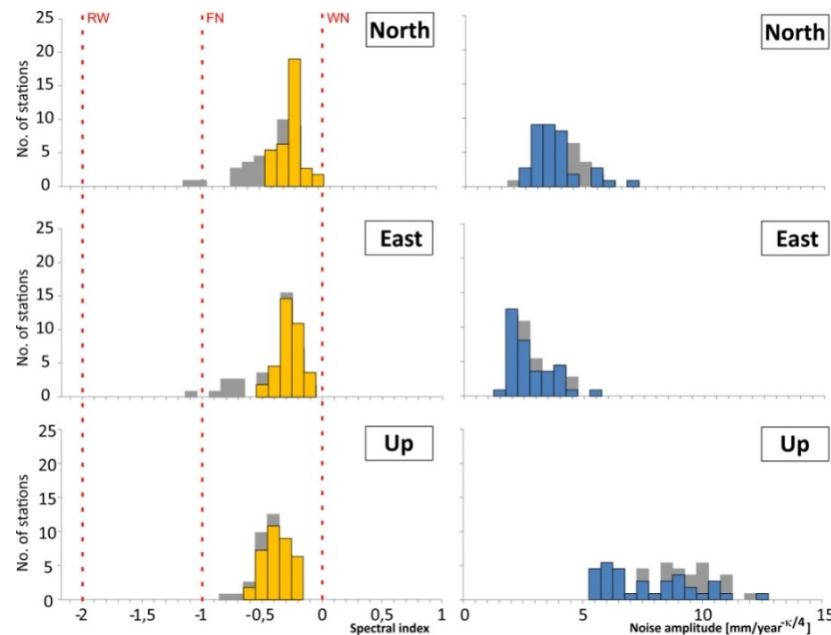 RW FN WN
North
North
25
20
15
10
5
0
No. of stations
East
East
25
20
15
10
5
0
No. of stations
Up
Up
25
20
15
10
5
0
No. of stations
-2 -1 -0,5 0 0,5 1
Spectral index
0 5 10 15
Noise amplitude [mm/year^-κ/4]